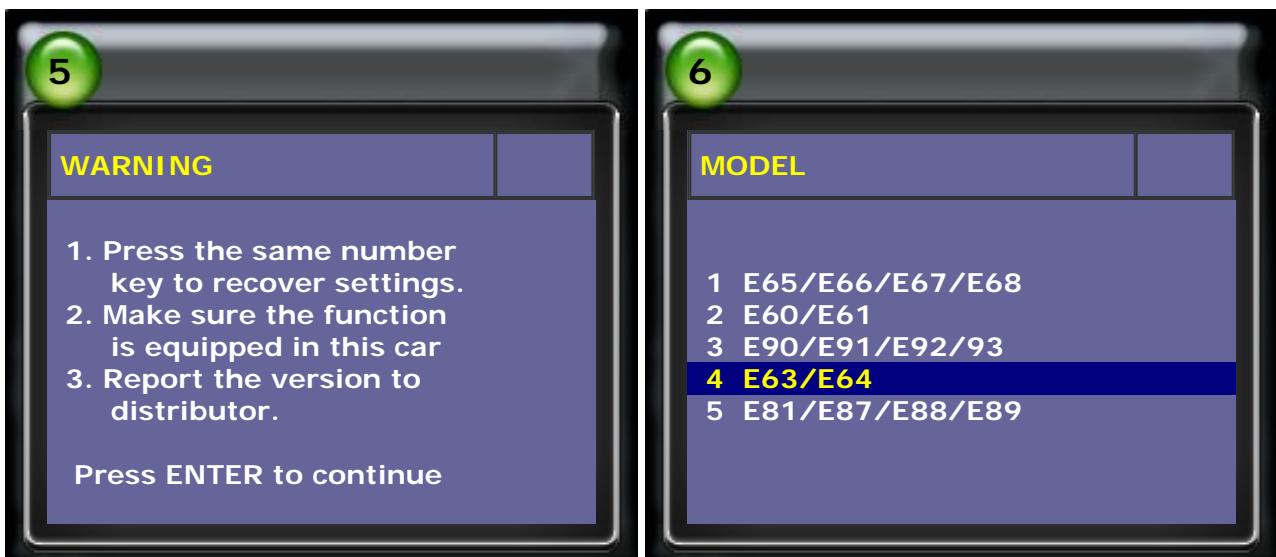 5
WARNING
1. Press the same number
key to recover settings.
2. Make sure the function
is equipped in this car
3. Report the version to
distributor.
Press ENTER to continue
6
MODEL
1 E65/E66/E67/E68
2 E60/E61
3 E90/E91/E92/93
4 E63/E64
5 E81/E87/E88/E89